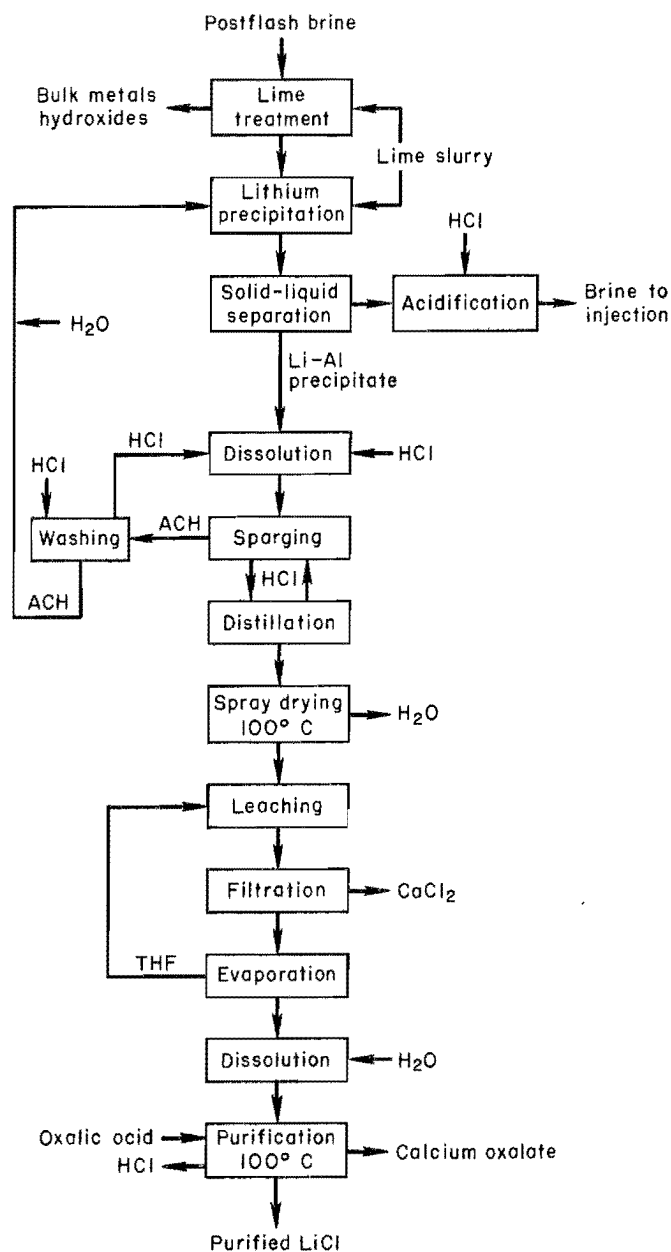 Postflash brine
Bulk metals
hydroxides
Lime
treatment
Lime slurry
Lithium
precipitation
HCl
Solid-liquid
separation
Acidification
Brine to
injection
H2O
Li-Al
precipitate
HCl
HCl
Dissolution
HCl
Washing
ACH
Sparging
HCl
ACH
Distillation
Spray drying
100° C
H2O
Leaching
Filtration
CaCl2
THF
Evaporation
Dissolution
H2O
Oxalic ocid
HCl
Purification
100° C
Calcium oxalate
Purified LiCl